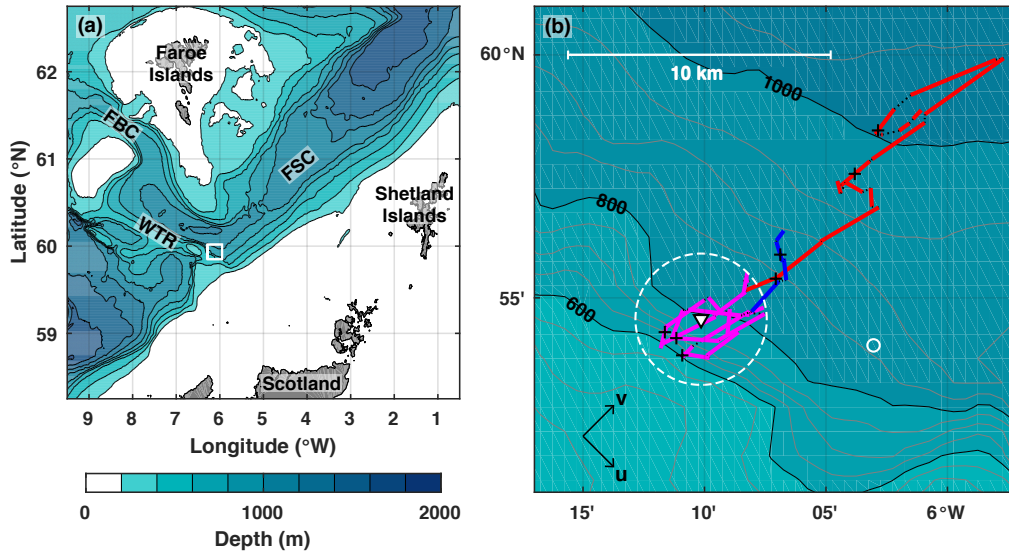 (a)
62
61
60
59
Latitude (°N)
Faroe
Islands
FBC
FSC
Shetland
Islands
WTR
Scotland
9 8 7 6 5 4 3 2 1
Longitude (°W)
0 1000 2000
Depth (m)
(b)
60°N
10 km
1000
800
55'
600
v
u
15' 10' 05' 6°W